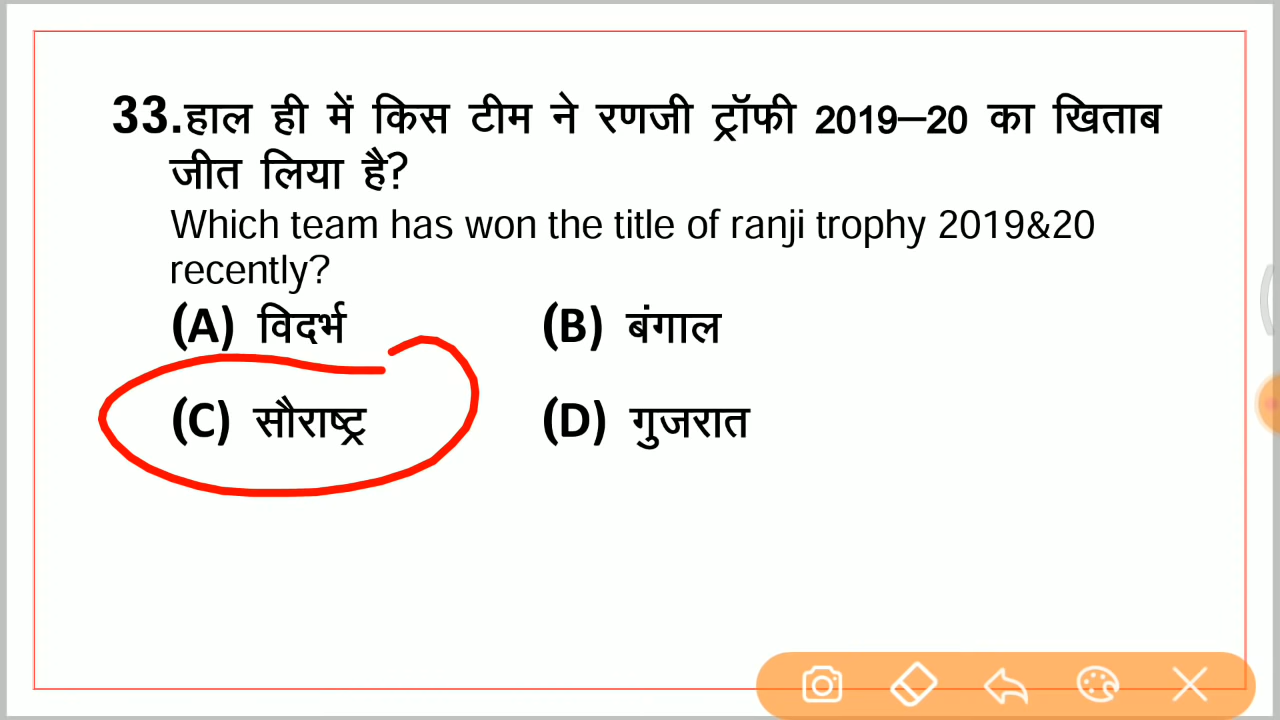 33.हाल ही में किस टीम ने रणजी ट्रॉफी 2019–20 का खिताब
जीत लिया है?
Which team has won the title of ranji trophy 2019&20
recently?
(A) विदर्भ (B) बंगाल
(C) सौराष्ट्र (D) गुजरात